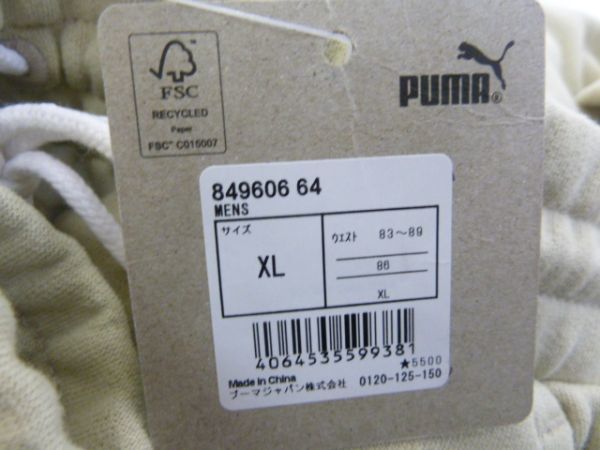 FSC
RECYCLED
Paper
FSC™ C015007
PUMA®
849606 64
MENS
サイズ
XL
ウエスト 83~89
86
XL
4064535599381
★5500
Made in China
プーマジャパン株式会社 0120-125-150